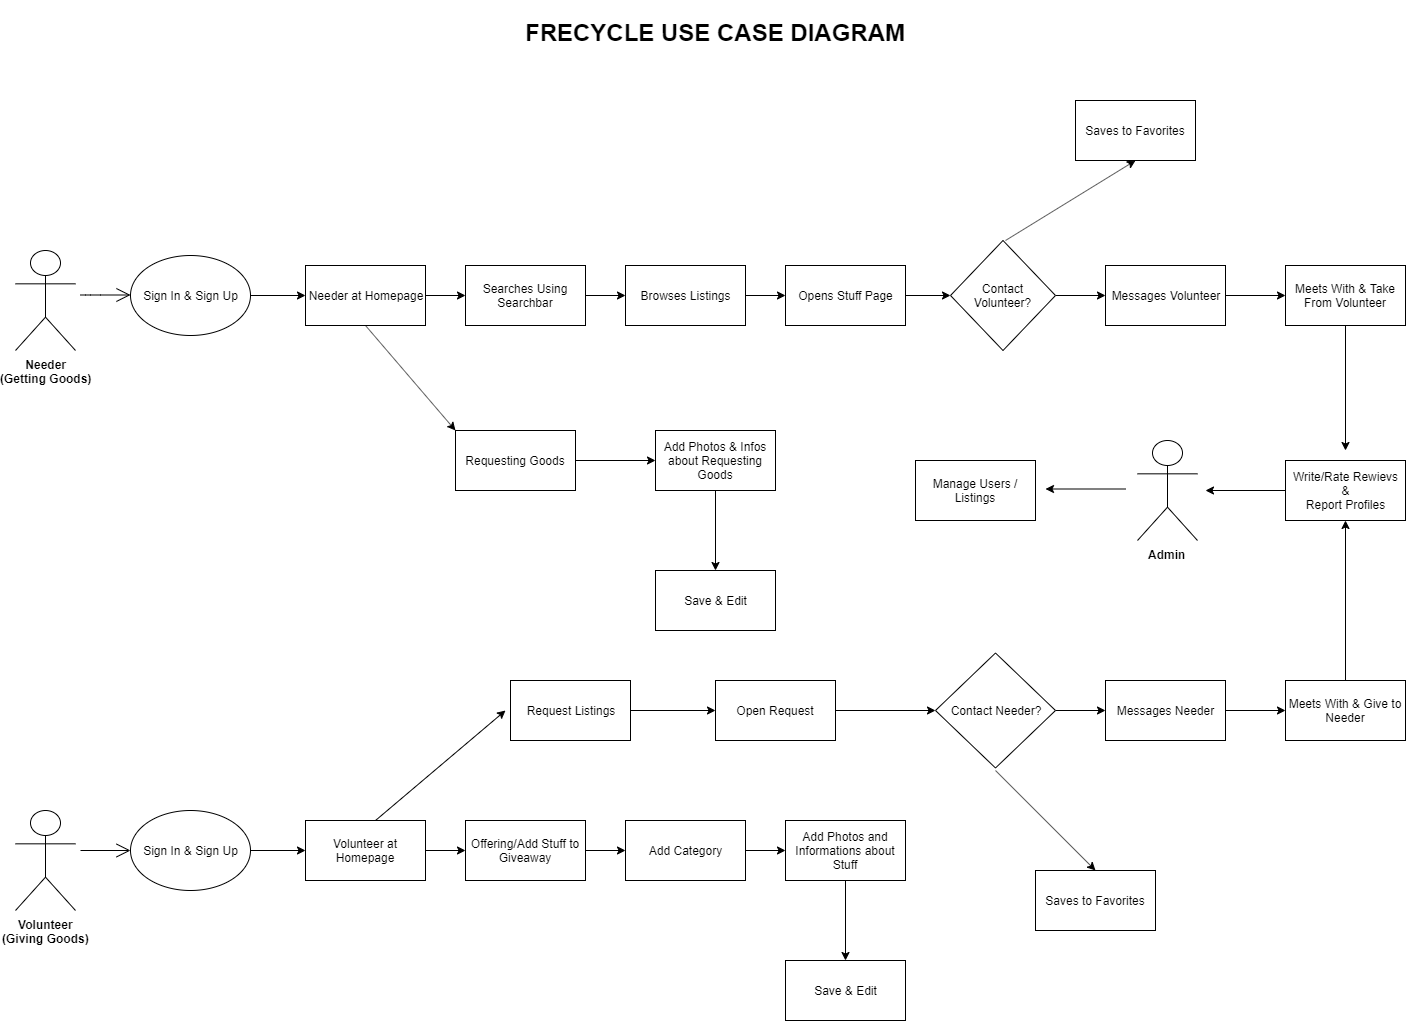 FRECYCLE USE CASE DIAGRAM
Saves to Favorites
Needer
(Getting Goods)
Sign In & Sign Up
Needer at Homepage
Searches Using
Searchbar
Browses Listings
Opens Stuff Page
Contact
Volunteer?
Messages Volunteer
Meets With & Take
From Volunteer
Requesting Goods
Add Photos & Infos
about Requesting
Goods
Manage Users /
Listings
Admin
Write/Rate Rewievs
&
Report Profiles
Save & Edit
Request Listings
Open Request
Contact Needer?
Messages Needer
Meets With & Give to
Needer
Volunteer
(Giving Goods)
Sign In & Sign Up
Volunteer at
Homepage
Offering/Add Stuff to
Giveaway
Add Category
Add Photos and
Informations about
Stuff
Saves to Favorites
Save & Edit